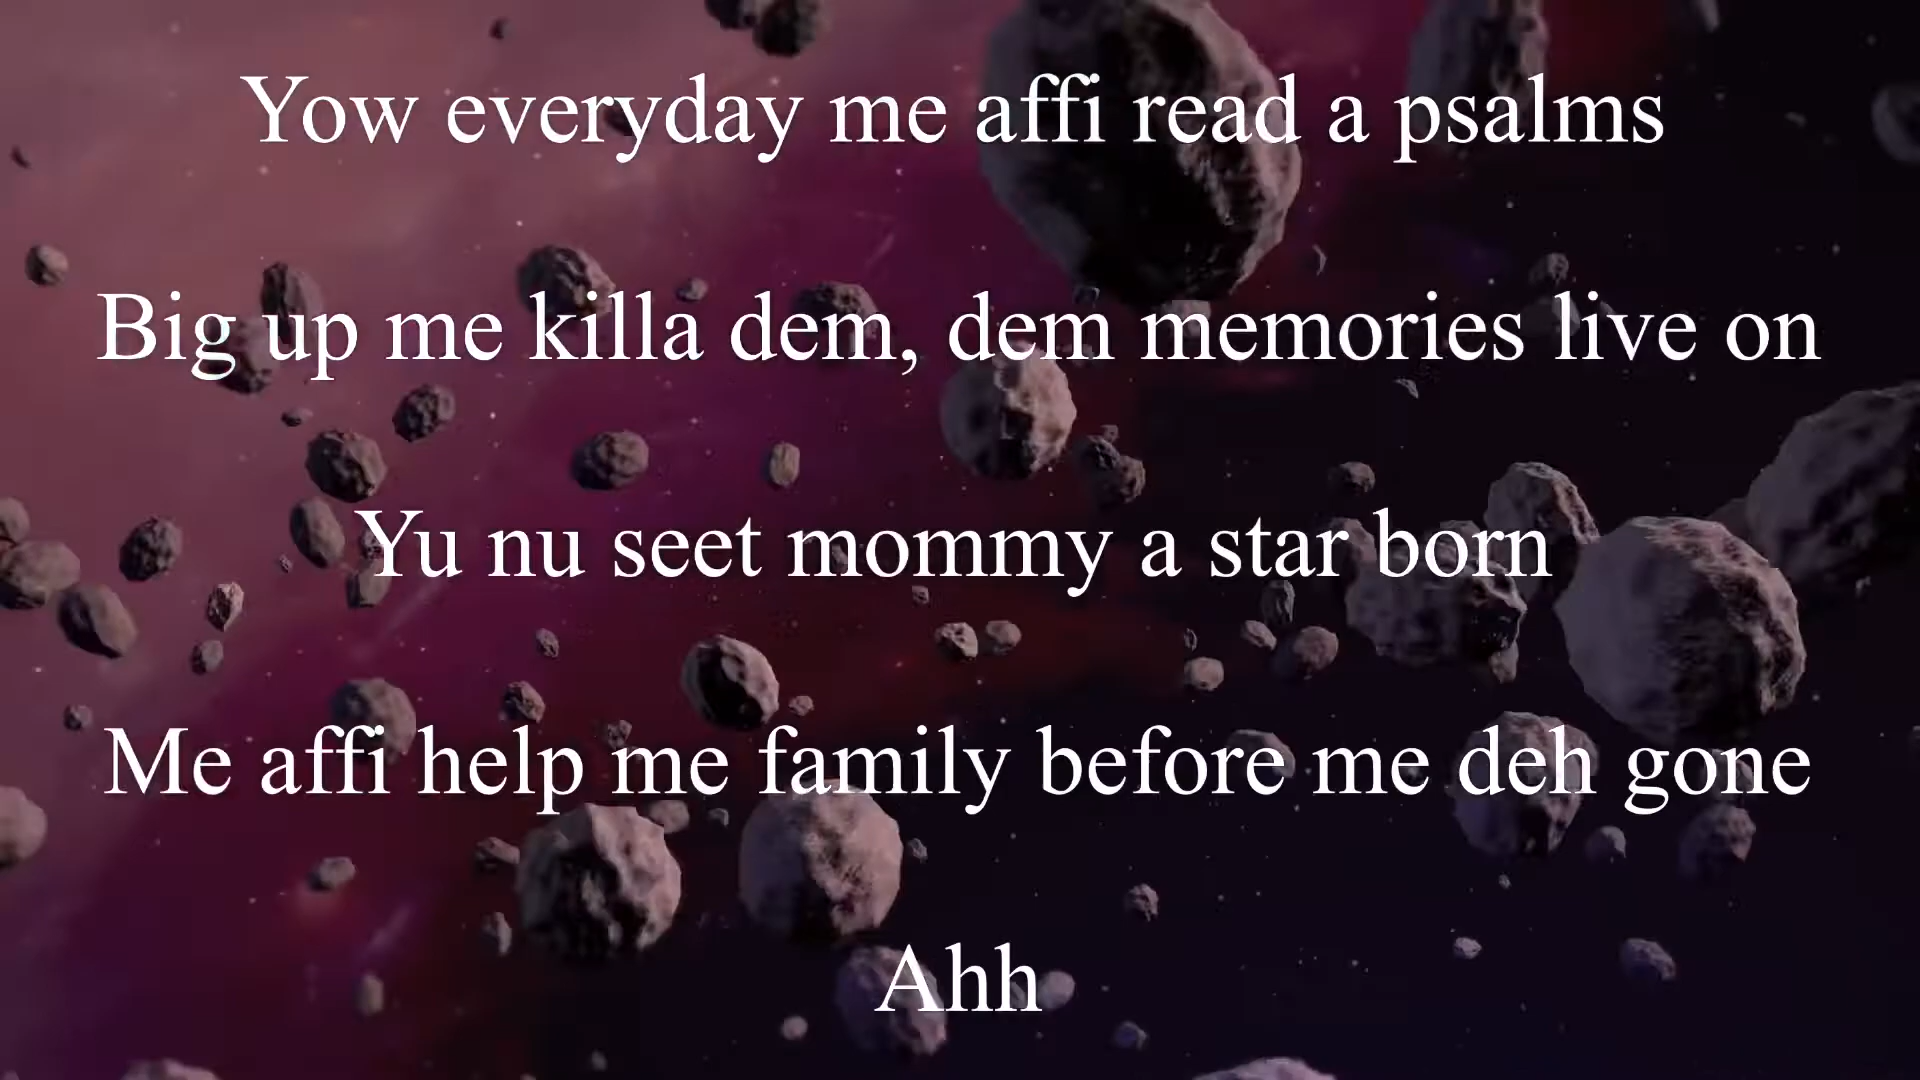 Yow everyday me affi read a psalms
Big up me killa dem, dem memories live on
Yu nu seet mommy a star born
Me affi help me family before me deh gone
Ahh